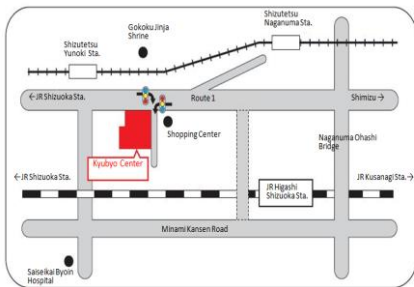 Shizutetsu
Naganuma Sta.
Gokoku Jinja
Shrine
Shizutetsu
Yunoki Sta.
←JR Shizuoka Sta.
Route 1
Shimizu→
Shopping Center
Naganuma Ohashi
Bridge
Kyubyo Center
←JR Shizuoka Sta.
JR Higashi
Shizuoka Sta.
JR Kusanagi Sta.→
Minami Kansen Road
Saiseikai Byoin
Hospital